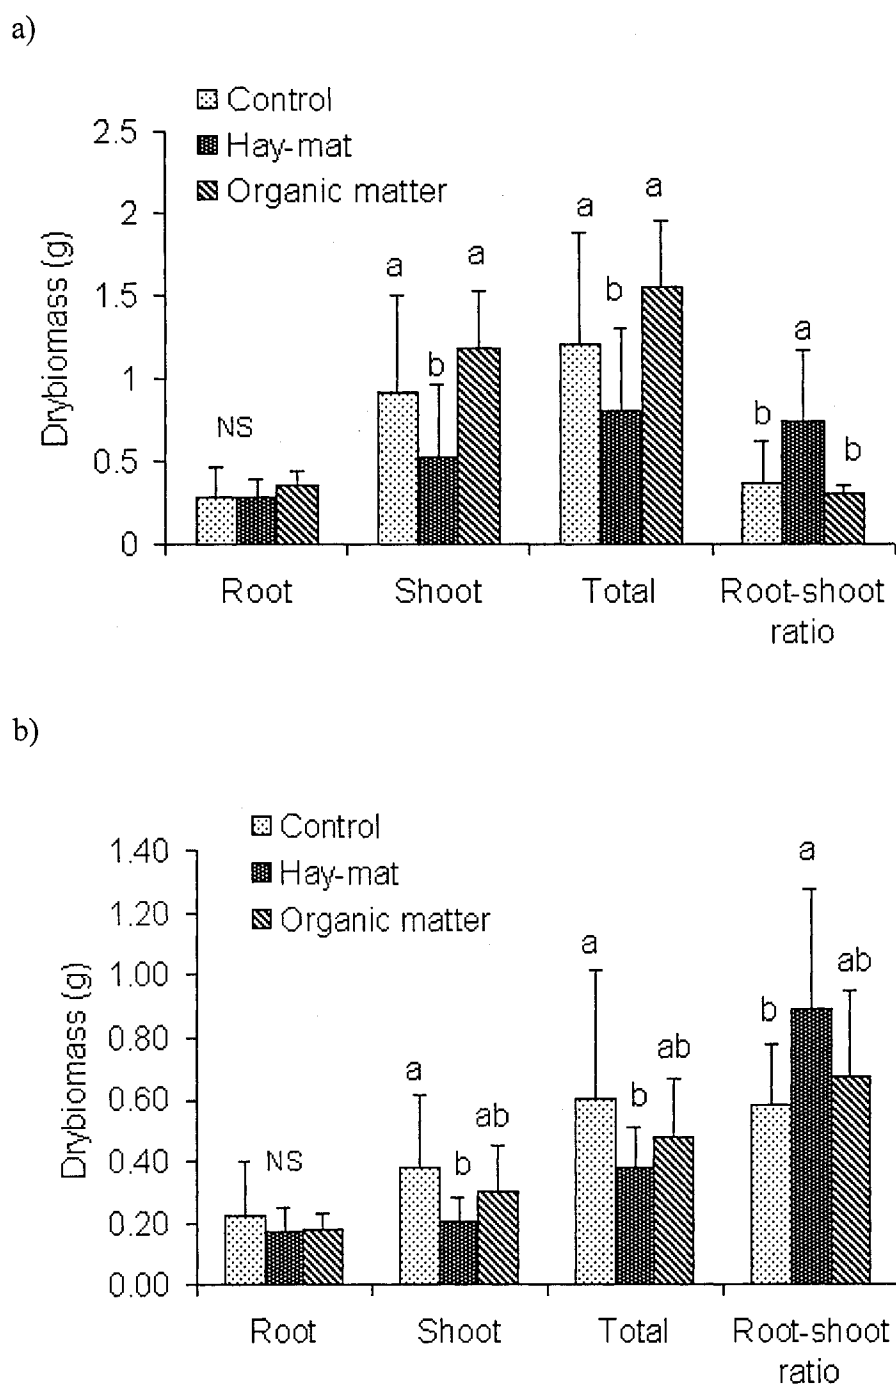 a)
Control
Hay-mat
Organic matter
2.5
2
1.5
1
0.5
0
Drybiomass (g)
NS
a
b
a
a
b
a
b
a
b
Root
Shoot
Total
Root-shoot
ratio
b)
Control
Hay-mat
Organic matter
1.40
1.20
1.00
0.80
0.60
0.40
0.20
0.00
Drybiomass (g)
NS
a
b
ab
a
b
ab
b
a
ab
Root
Shoot
Total
Root-shoot
ratio